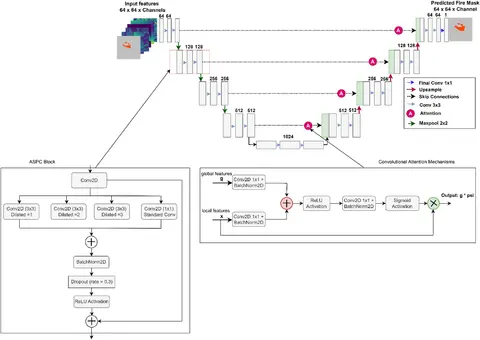 Input features
64 x 64 x Channels
64 64
Predicted Fire Mask
64 x 64 x Channel
64 64 1
128 128
128 128
256 256
256 256
512 512
512 512
1024
A
A
A
A
Final Conv 1x1
Upsample
Skip Connections
Conv 3x3
Attention
Maxpool 2x2
ASPC Block
Conv2D
Conv2D (3x3)
Dilated =1
Conv2D (3x3)
Dilated =2
Conv2D (3x3)
Conv2D (1x1)
Standard Conv
BatchNorm2D
Dropout (rate = 0.3)
ReLU Activation
Convolutional Attention Mechanisms
global features
g
Conv2D 1x1 +
BatchNorm2D
local features
x
Conv2D 1x1 +
BatchNorm2D
ReLU
Activation
Conv2D 1x1 +
BatchNorm2D
Sigmoid
Activation
Output: g * psi